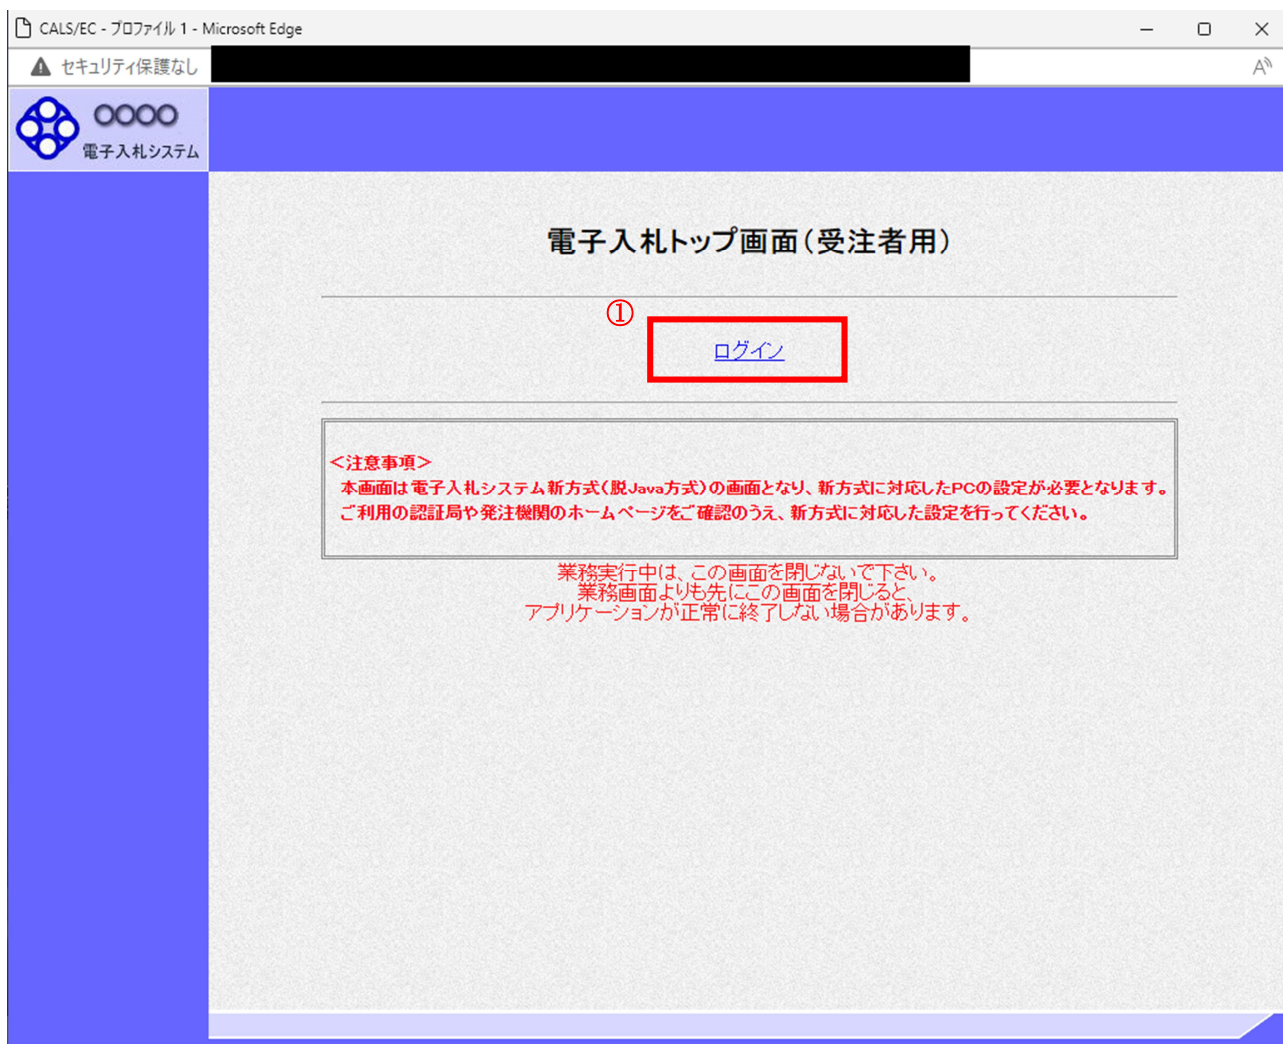 CALS/EC - プロファイル 1 - Microsoft Edge
セキュリティ保護なし
A
○○○○
電子入札システム
電子入札トップ画面(受注者用)
①
ログイン
<注意事項>
本画面は電子入札システム新方式(脱Java方式)の画面となり、新方式に対応したPCの設定が必要となります。
ご利用の認証局や発注機関のホームページをご確認のうえ、新方式に対応した設定を行ってください。
業務実行中は、この画面を閉じないで下さい。
業務画面よりも先にこの画面を閉じると、
アプリケーションが正常に終了しない場合があります。